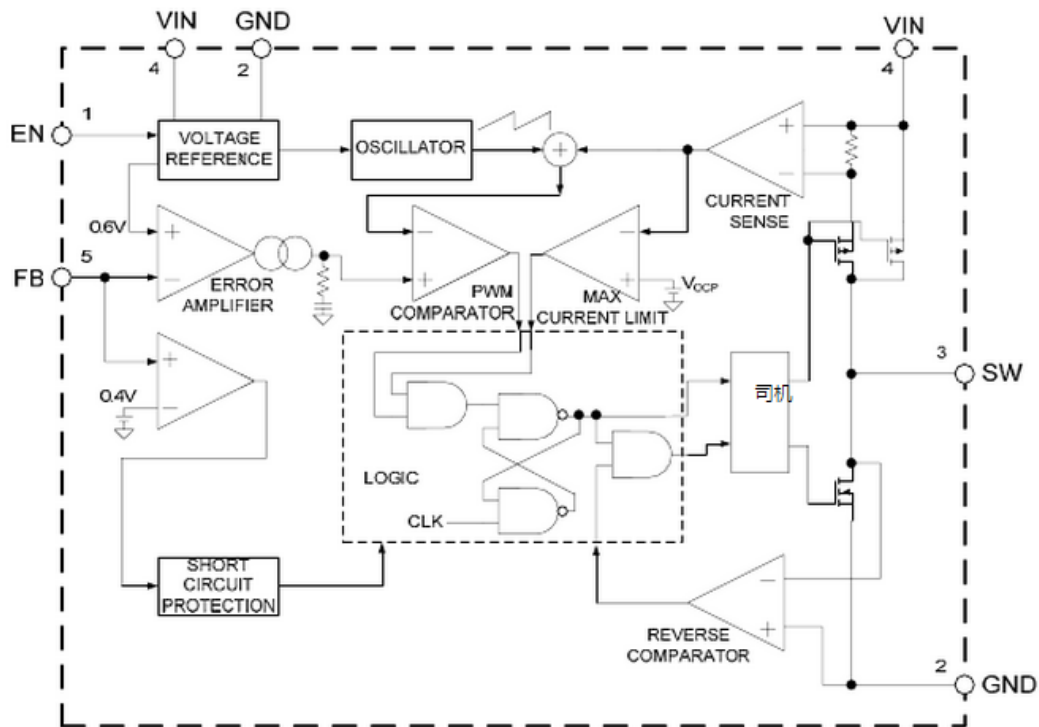 VIN
GND
VIN
4
2
4
EN
1
VOLTAGE
REFERENCE
OSCILLATOR
+
+
−
CURRENT
SENSE
0.6V
+
−
ERROR
AMPLIFIER
−
+
PWM
COMPARATOR
−
+
MAX
CURRENT LIMIT
VOCP
FB
5
+
−
0.4V
司机
3
SW
LOGIC
CLK
SHORT
CIRCUIT
PROTECTION
−
+
REVERSE
COMPARATOR
2
GND